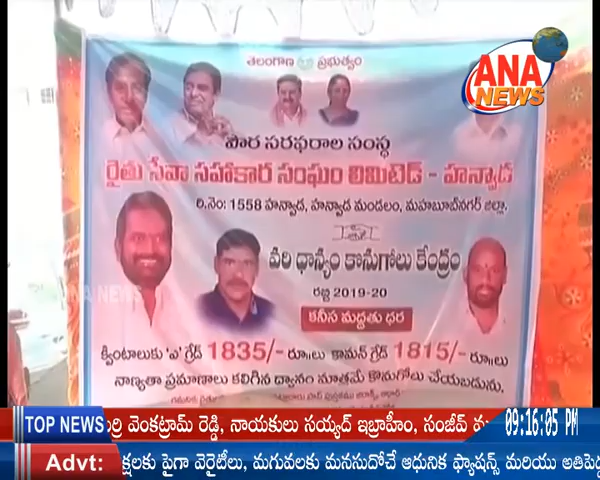 తెలంగాణ ప్రభుత్వం
ANA
NEWS
పౌర సరఫరాల సంస్థ
రైతు సేవా సహకార సంఘం లిమిటెడ్ - హన్వాడ
రి.నెం: 1558 హన్వాడ, హన్వాడ మండలం, మహబూబ్‌నగర్ జిల్లా.
వరి ధాన్యం కొనుగోలు కేంద్రం
రబ్బి 2019-20
కనీస మద్దతు ధర
ANA NEWS
క్వింటాలుకు 'ఎ' గ్రేడ్ 1835/- రూ॥లు కామన్ గ్రేడ్ 1815/- రూ॥లు
నాణ్యతా ప్రమాణాలు కలిగిన ధ్వానం మాత్రమే కొనుగోలు చేయబడును.
TOP NEWS వెంకట్రామ్ రెడ్డి, నాయకులు సయ్యద్ ఇబ్రాహీం, సంజీవ్ 09:16:05 PM
Advt: క్షలకు పైగా వెరైటీలు, మగువలకు మనసుదోచే ఆధునిక ఫ్యాషన్స్ మరియు అతిపెద్ద